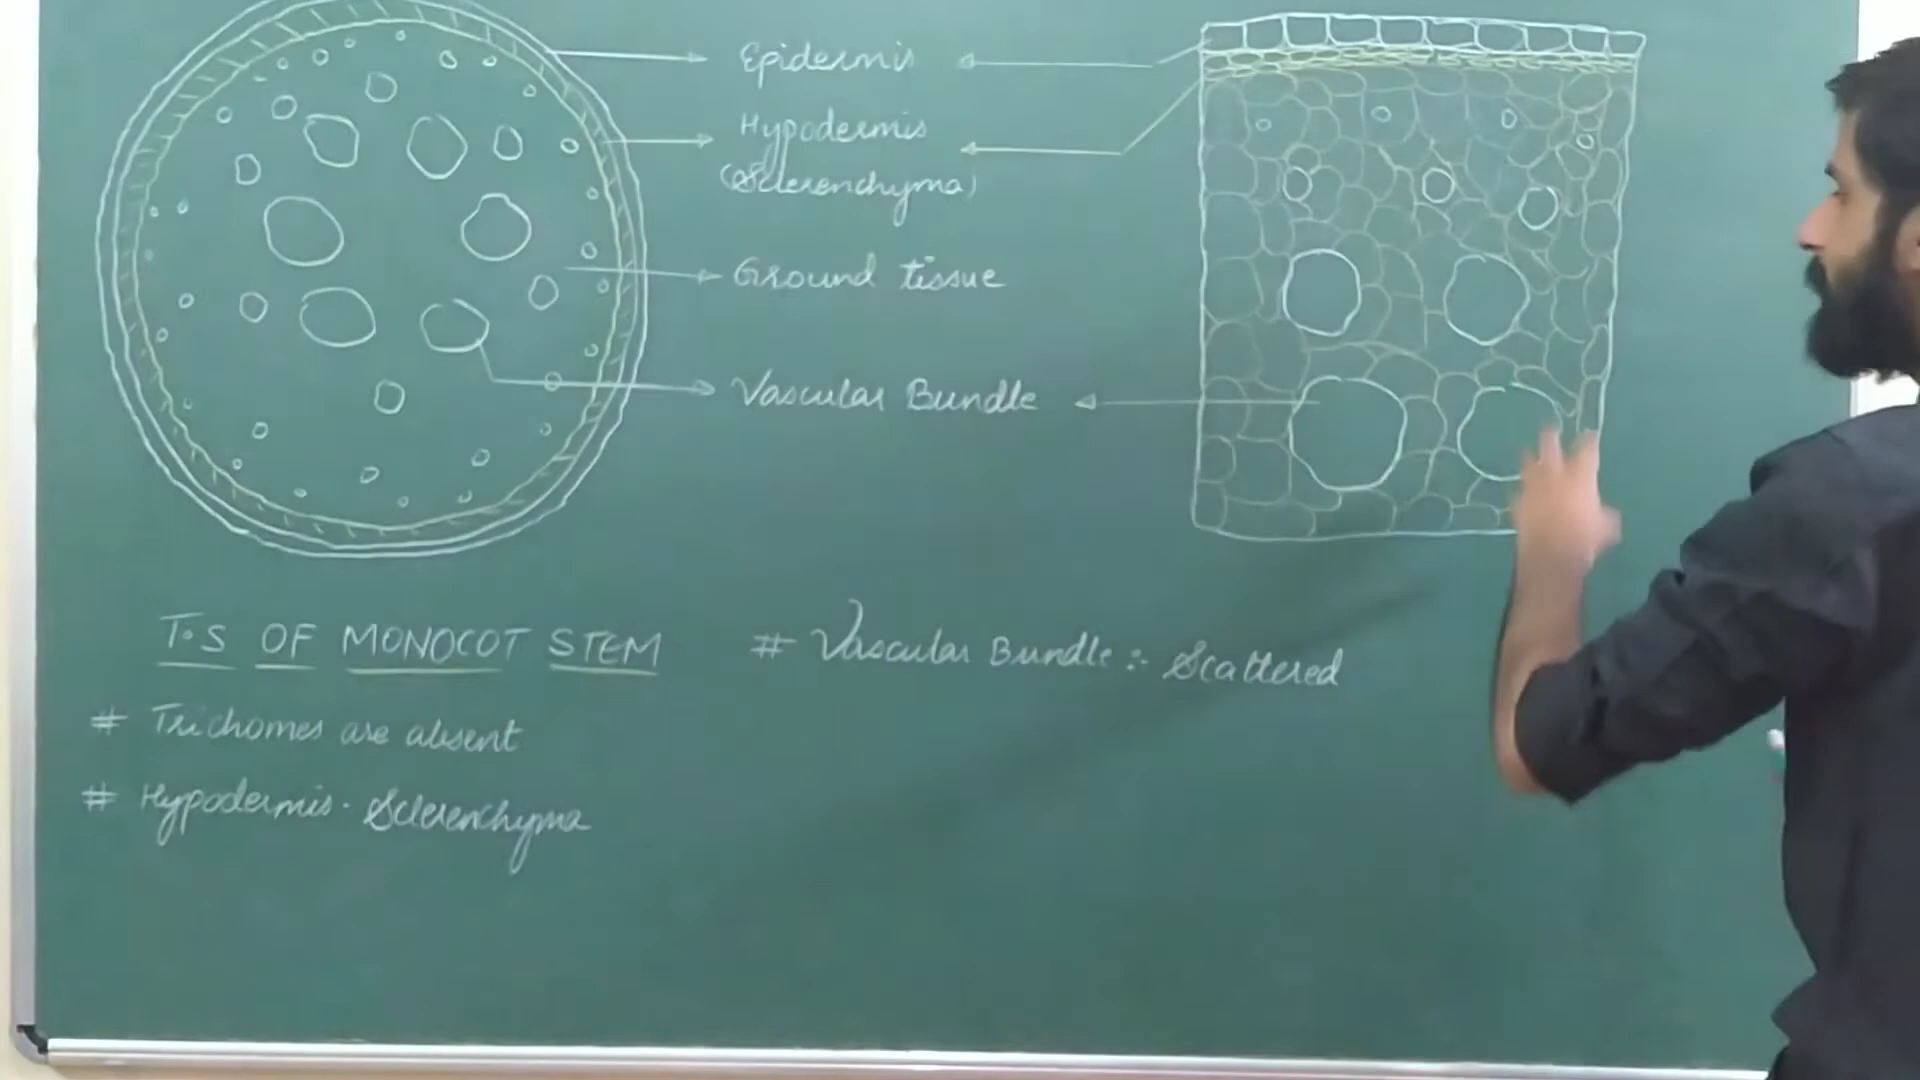 Epidermis
Hypodermis
(Sclerenchyma)
Ground tissue
Vascular Bundle
T.S OF MONOCOT STEM
# Trichomes are absent
# Hypodermis - Sclerenchyma
# Vascular Bundle :- Scattered